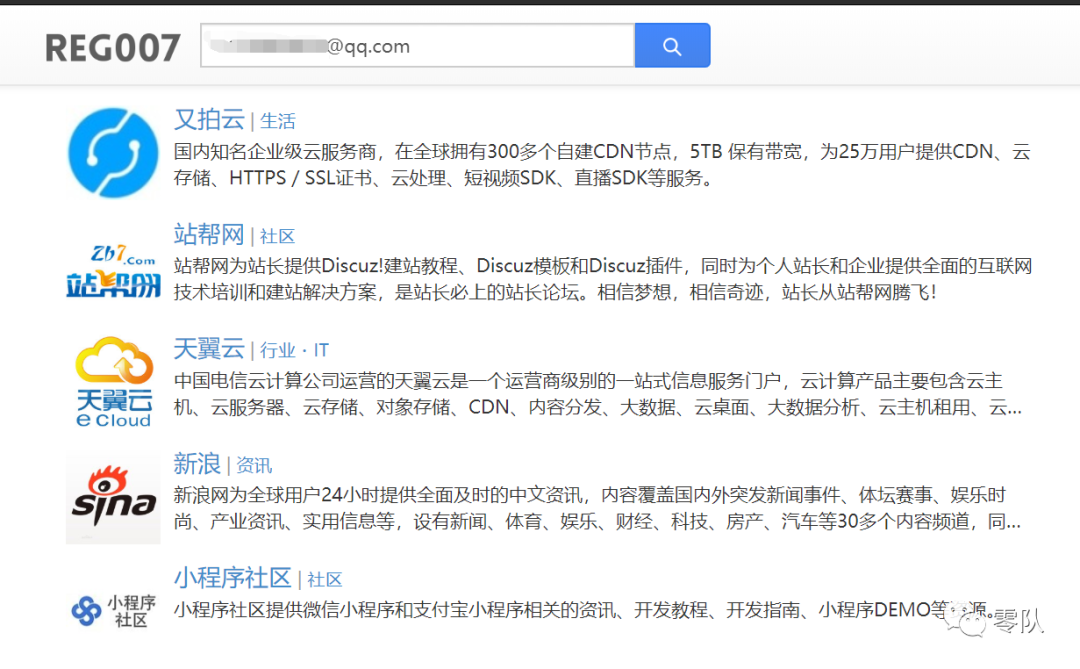 REG007
@qq.com
又拍云 | 生活
国内知名企业级云服务商，在全球拥有300多个自建CDN节点，5TB 保有带宽，为25万用户提供CDN、云
存储、HTTPS / SSL证书、云处理、短视频SDK、直播SDK等服务。
Zb7.Com
站帮网
站帮网 | 社区
站帮网为站长提供Discuz!建站教程、Discuz模板和Discuz插件，同时为个人站长和企业提供全面的互联网
技术培训和建站解决方案，是站长必上的站长论坛。相信梦想，相信奇迹，站长从站帮网腾飞！
天翼云
e Cloud
天翼云 | 行业 · IT
中国电信云计算公司运营的天翼云是一个运营商级别的一站式信息服务门户，云计算产品主要包含云主
机、云服务器、云存储、对象存储、CDN、内容分发、大数据、云桌面、大数据分析、云主机租用、云...
sina
新浪 | 资讯
新浪网为全球用户24小时提供全面及时的中文资讯，内容覆盖国内外突发新闻事件、体坛赛事、娱乐时
尚、产业资讯、实用信息等，设有新闻、体育、娱乐、财经、科技、房产、汽车等30多个内容频道，同...
小程序
社区
小程序社区 | 社区
小程序社区提供微信小程序和支付宝小程序相关的资讯、开发教程、开发指南、小程序DEMO等 源。
零队